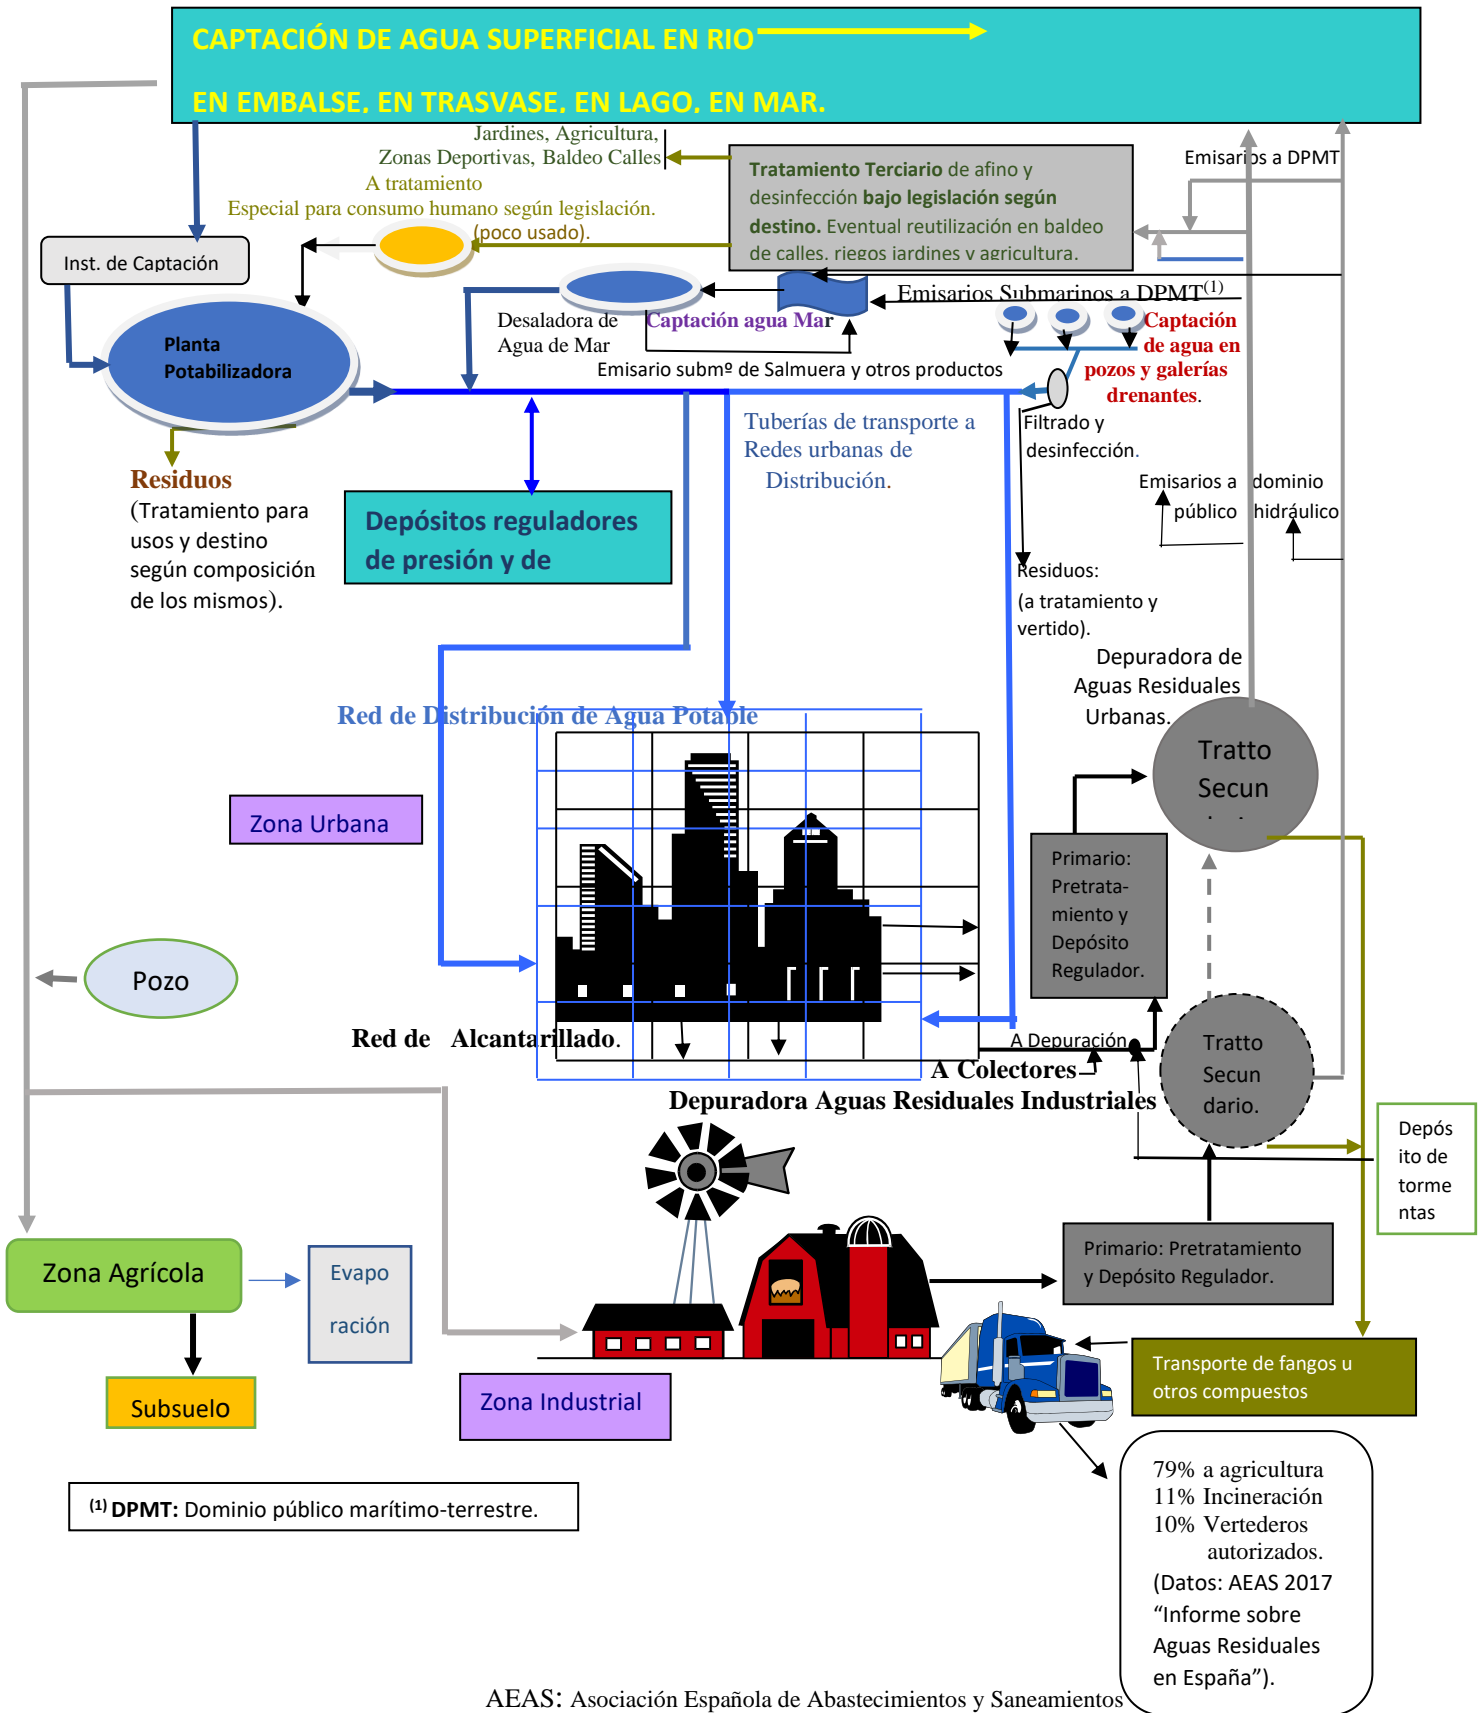 CAPTACIÓN DE AGUA SUPERFICIAL EN RIO
EN EMBALSE, EN TRASVASE, EN LAGO, EN MAR.
Jardines, Agricultura,
Zonas Deportivas, Baldeo Calles
A tratamiento
Especial para consumo humano según legislación.
(poco usado).
Tratamiento Terciario de afino y
desinfección bajo legislación según
destino. Eventual reutilización en baldeo
de calles, riegos jardines y agricultura.
Emisarios a DPMT
Inst. de Captación
Planta
Potabilizadora
Desaladora de
Agua de Mar
Captación agua Mar
Emisarios Submarinos a DPMT(1)
Captación
de agua en
pozos y galerías
drenantes.
Emisario submº de Salmuera y otros productos
Tuberías de transporte a
Redes urbanas de
Distribución.
Filtrado y
desinfección.
Residuos
(Tratamiento para
usos y destino
según composición
de los mismos).
Depósitos reguladores
de presión y de
Emisarios a dominio
público hidráulico
Residuos:
(a tratamiento y
vertido).
Depuradora de
Aguas Residuales
Urbanas.
Red de Distribución de Agua Potable
Tratto
Secun
Zona Urbana
Primario:
Pretrata-
miento y
Depósito
Regulador.
Pozo
Red de Alcantarillado.
A Depuración
A Colectores
Tratto
Secun
dario.
Depuradora Aguas Residuales Industriales
Depós
ito de
torme
ntas
Zona Agrícola
Evapo
ración
Primario: Pretratamiento
y Depósito Regulador.
Subsuelo
Zona Industrial
Transporte de fangos u
otros compuestos
79% a agricultura
11% Incineración
10% Vertederos
autorizados.
(Datos: AEAS 2017
“Informe sobre
Aguas Residuales
en España”).
(1) DPMT: Dominio público marítimo-terrestre.
AEAS: Asociación Española de Abastecimientos y Saneamientos